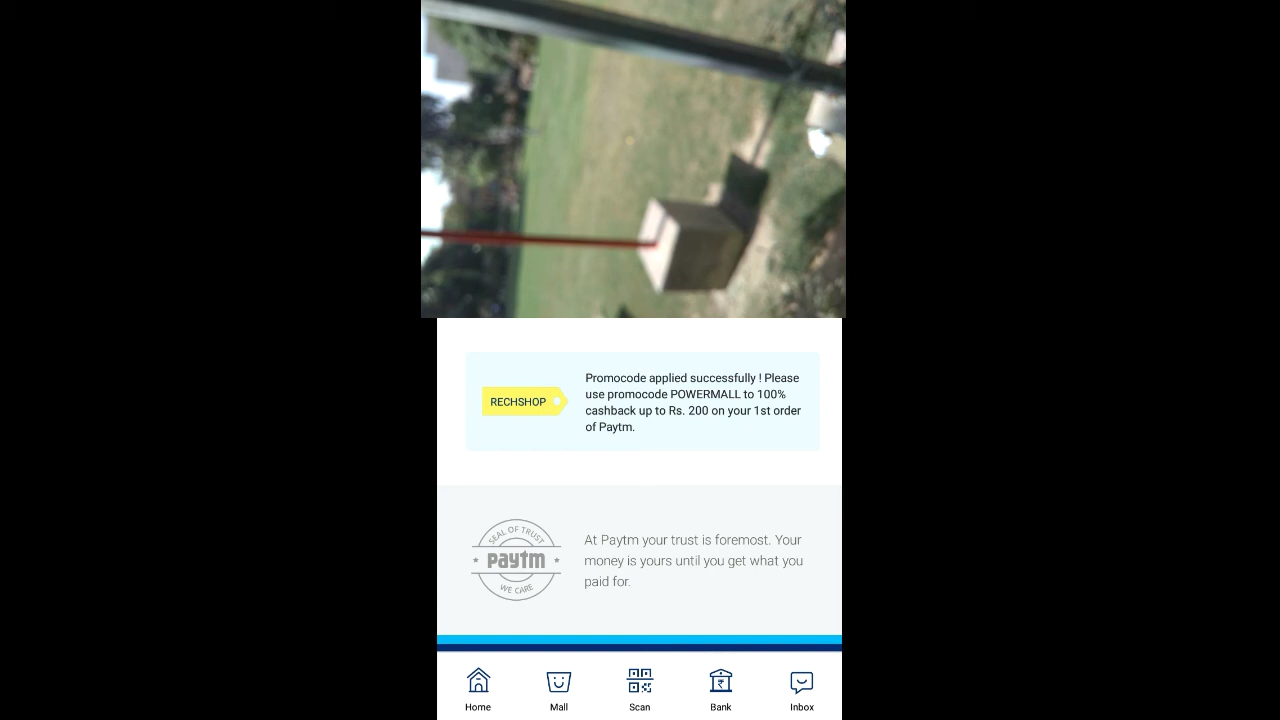 RECHSHOP
Promocode applied successfully ! Please
use promocode POWERMALL to 100%
cashback up to Rs. 200 on your 1st order
of Paytm.
SEAL OF TRUST
paytm
WE CARE
At Paytm your trust is foremost. Your
money is yours until you get what you
paid for.
Home
Mall
Scan
Bank
Inbox